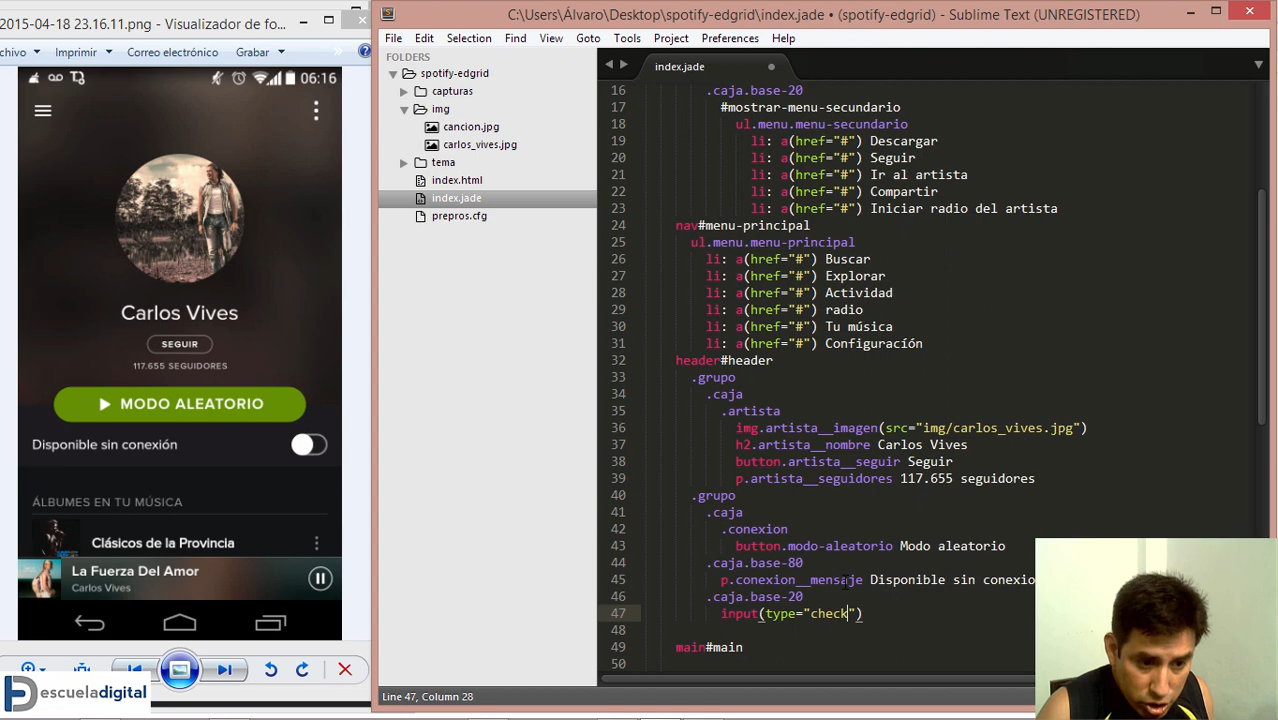 2015-04-18 23.16.11.png - Visualizador de fo...
chivo
Imprimir
Correo electrónico
Grabar
»
06:16
Carlos Vives
SEGUIR
117.655 SEGUIDORES
MODO ALEATORIO
Disponible sin conexión
ÁLBUMES EN TU MÚSICA
Clásicos de la Provincia
La Fuerza Del Amor
Carlos Vives
escueladigital
C:\Users\Álvaro\Desktop\spotify-edgrid\index.jade • (spotify-edgrid) - Sublime Text (UNREGISTERED)
File Edit Selection Find View Goto Tools Project Preferences Help
FOLDERS
spotify-edgrid
capturas
img
cancion.jpg
carlos_vives.jpg
tema
index.html
index.jade
prepros.cfg
index.jade
16 .caja.base-20
17 #mostrar-menu-secundario
18 ul.menu.menu-secundario
19 li: a(href="#") Descargar
20 li: a(href="#") Seguir
21 li: a(href="#") Ir al artista
22 li: a(href="#") Compartir
23 li: a(href="#") Iniciar radio del artista
24 nav#menu-principal
25 ul.menu.menu-principal
26 li: a(href="#") Buscar
27 li: a(href="#") Explorar
28 li: a(href="#") Actividad
29 li: a(href="#") radio
30 li: a(href="#") Tu música
31 li: a(href="#") Configuración
32 header#header
33 .grupo
34 .caja
35 .artista
36 img.artista__imagen(src="img/carlos_vives.jpg")
37 h2.artista__nombre Carlos Vives
38 button.artista__seguir Seguir
39 p.artista__seguidores 117.655 seguidores
40 .grupo
41 .caja
42 .conexion
43 button.modo-aleatorio Modo aleatorio
44 .caja.base-80
45 p.conexion__mensaje Disponible sin conexio
46 .caja.base-20
47 input(type="check")
48
49 main#main
50
Line 47, Column 28